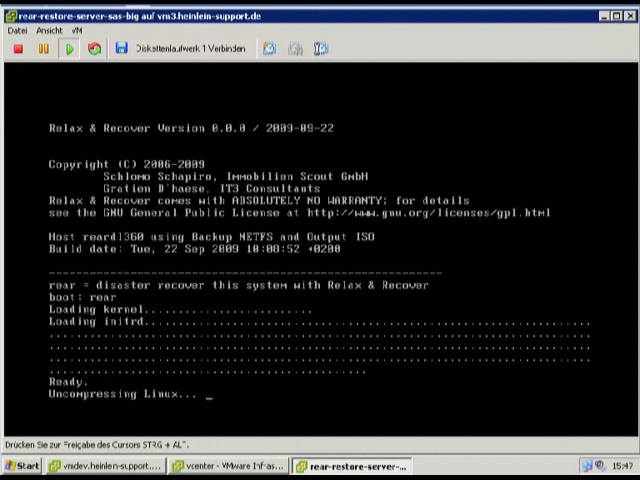 rear-restore-server-sas-big auf vm3.heinlein-support.de
Datei Ansicht VM
Diskettenlaufwerk 1 Verbinden
Relax & Recover Version 0.0.0 / 2009-09-22
Copyright (C) 2006-2009
Schlomo Schapiro, Immobilien Scout GmbH
Gratien D'haese, IT3 Consultants
Relax & Recover comes with ABSOLUTELY NO WARRANTY; for details
see the GNU General Public License at http://www.gnu.org/licenses/gpl.html
Host reardl360 using Backup NETFS and Output ISO
Build date: Tue, 22 Sep 2009 10:08:52 +0200
------------------------------------------------------------------
rear = disaster recover this system with Relax & Recover
boot: rear
Loading kernel............................
Loading initrd..........................................................................
Ready.
Uncompressing Linux... _
Drücken Sie zur Freigabe des Cursors STRG + ALT.
Start vmdev.heinlein-support.... vcenter - VMware Infras... rear-restore-server-... 15:47